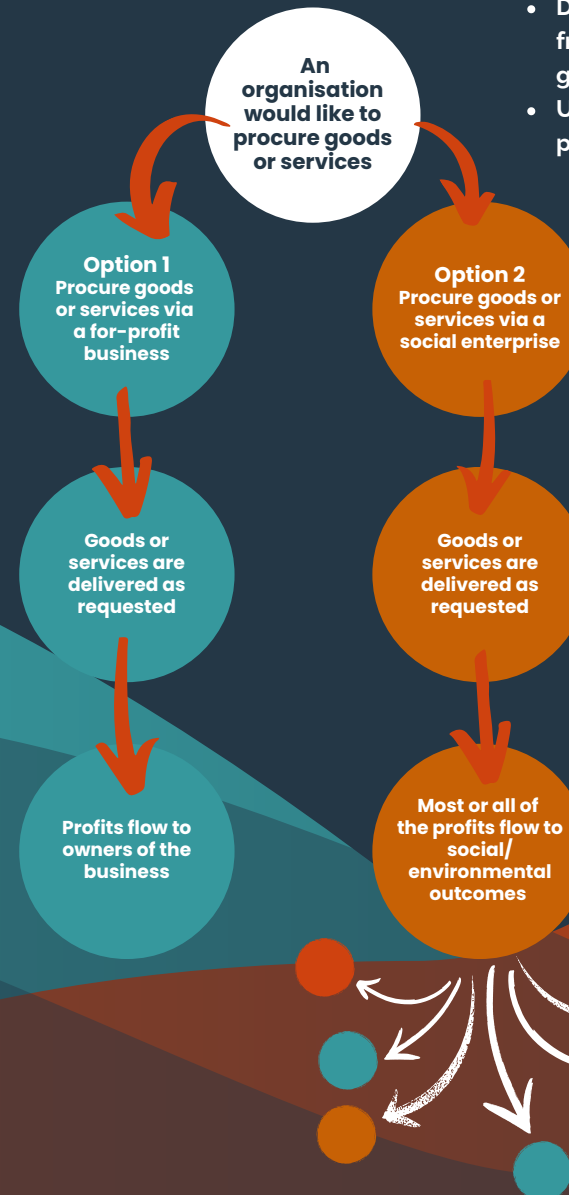 An
organisation
would like to
procure goods
or services
Option 1
Procure goods
or services via
a for-profit
business
Option 2
Procure goods or
services via a
social enterprise
Goods or
services are
delivered as
requested
Goods or
services are
delivered as
requested
Profits flow to
owners of the
business
Most or all of
the profits flow to
social/
environmental
outcomes